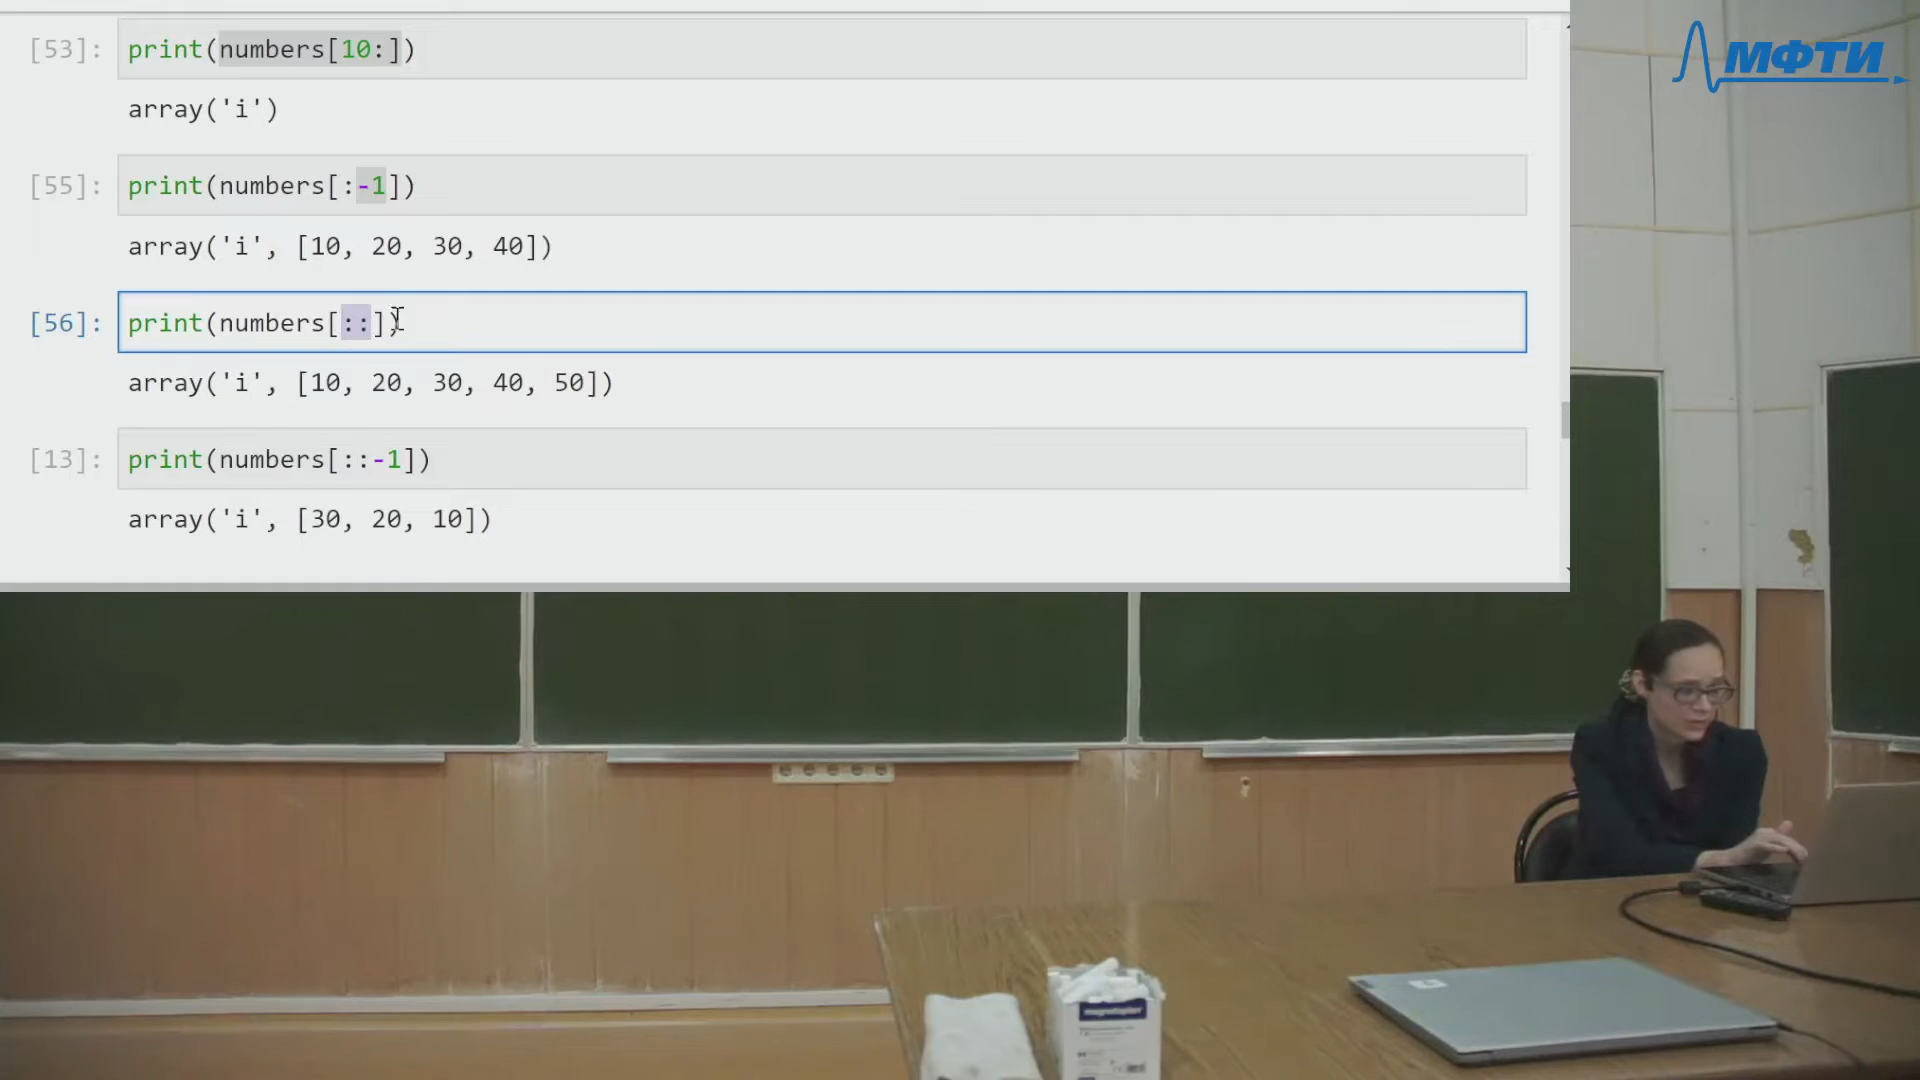 [53]: print(numbers[10:])
array('i')
[55]: print(numbers[:-1])
array('i', [10, 20, 30, 40])
[56]: print(numbers[::])
array('i', [10, 20, 30, 40, 50])
[13]: print(numbers[::-1])
array('i', [30, 20, 10])
МФТИ